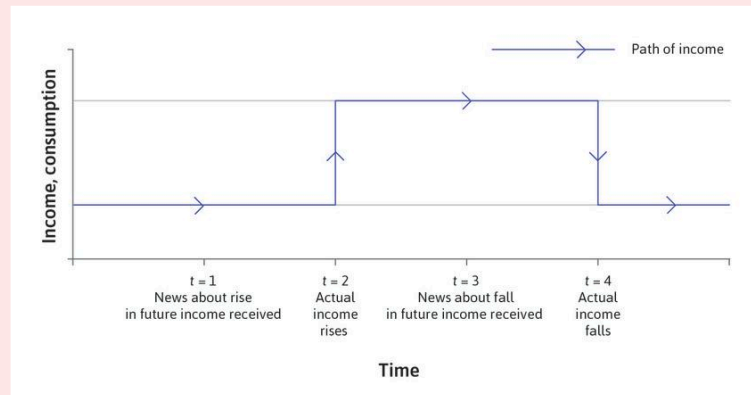 Path of income
Income, consumption
t = 1
News about rise
in future income received
t = 2
Actual
income
rises
t = 3
News about fall
in future income received
t = 4
Actual
income
falls
Time